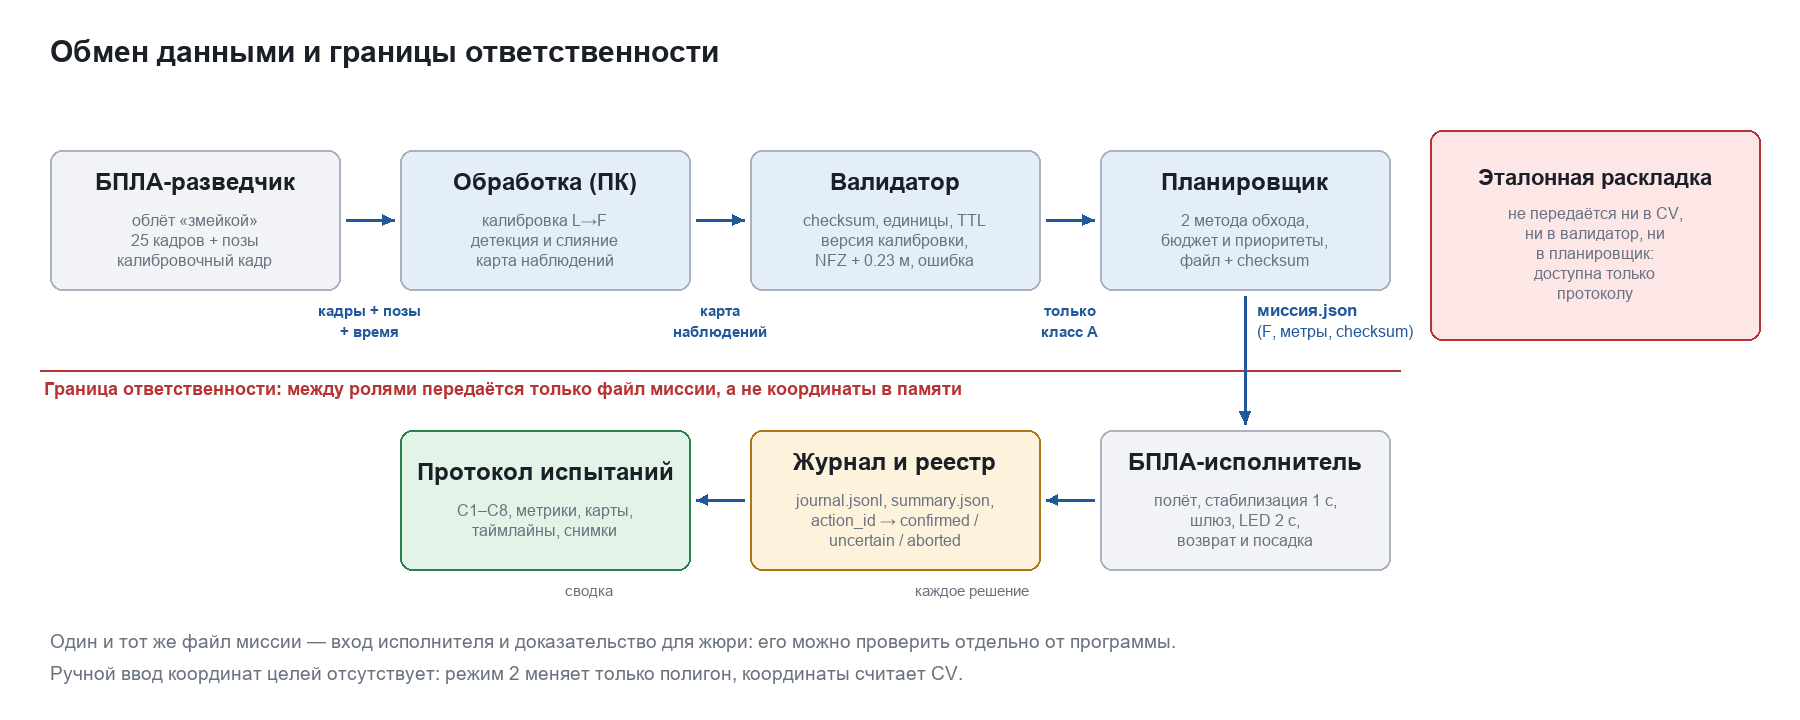 Обмен данными и границы ответственности
БПЛА-разведчик
облёт «змейкой»
25 кадров + позы
калибровочный кадр
Обработка (ПК)
калибровка L→F
детекция и слияние
карта наблюдений
Валидатор
checksum, единицы, TTL
версия калибровки,
NFZ + 0.23 м, ошибка
Планировщик
2 метода обхода,
бюджет и приоритеты,
файл + checksum
Эталонная раскладка
не передаётся ни в CV,
ни в валидатор, ни
в планировщик:
доступна только
протоколу
кадры + позы
+ время
карта
наблюдений
только
класс A
миссия.json
(F, метры, checksum)
Граница ответственности: между ролями передаётся только файл миссии, а не координаты в памяти
Протокол испытаний
C1–C8, метрики, карты,
таймлайны, снимки
Журнал и реестр
journal.jsonl, summary.json,
action_id → confirmed /
uncertain / aborted
БПЛА-исполнитель
полёт, стабилизация 1 с,
шлюз, LED 2 с,
возврат и посадка
сводка
каждое решение
Один и тот же файл миссии — вход исполнителя и доказательство для жюри: его можно проверить отдельно от программы.
Ручной ввод координат целей отсутствует: режим 2 меняет только полигон, координаты считает CV.